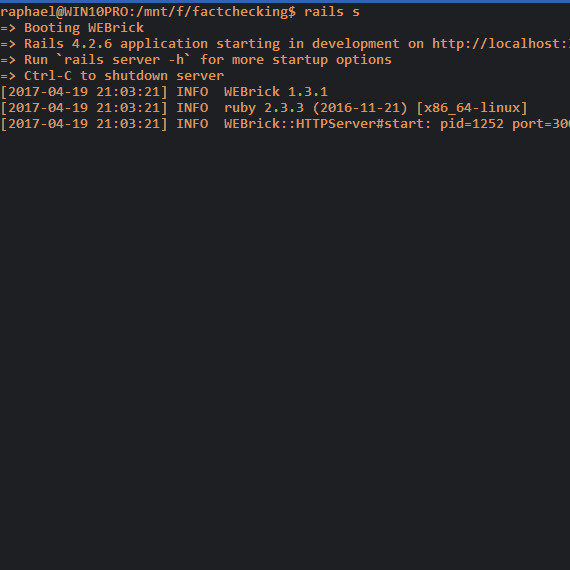 raphael@WIN10PRO:/mnt/f/factchecking$ rails s
=> Booting WEBrick
=> Rails 4.2.6 application starting in development on http://localhost:
=> Run `rails server -h` for more startup options
=> Ctrl-C to shutdown server
[2017-04-19 21:03:21] INFO  WEBrick 1.3.1
[2017-04-19 21:03:21] INFO  ruby 2.3.3 (2016-11-21) [x86_64-linux]
[2017-04-19 21:03:21] INFO  WEBrick::HTTPServer#start: pid=1252 port=300